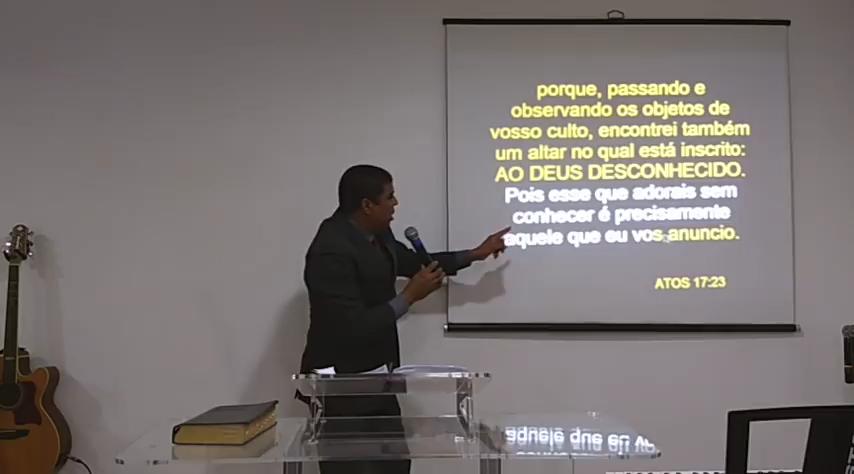 porque, passando e
observando os objetos de
vosso culto, encontrei também
um altar no qual está inscrito:
AO DEUS DESCONHECIDO.
Pois esse que adorais sem
conhecer é precisamente
aquele que eu vos anuncio.
ATOS 17:23